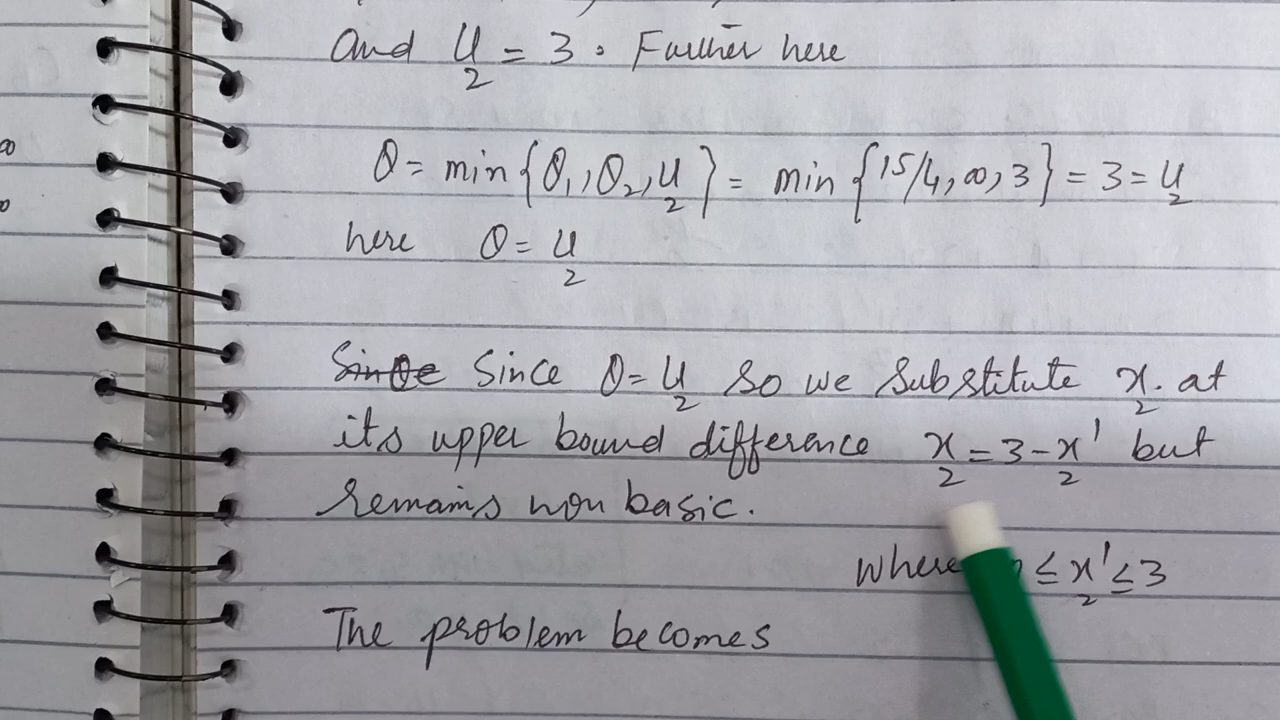 And U₂ = 3. Further here
θ = min{θ₁, θ₂, U₂} = min{15/4, ∞, 3} = 3 = U₂
here θ = U₂
Since θ = U₂ so we substitute x₂. at
its upper bound difference x₂ = 3 - x₂' but
remains non basic.
where ≤ x₂' ≤ 3
The problem becomes